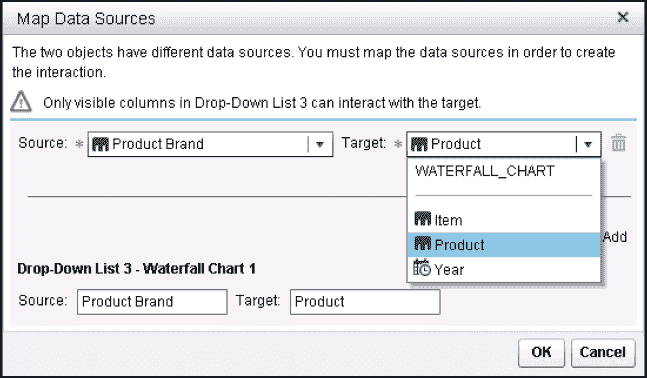 Map Data Sources
The two objects have different data sources. You must map the data sources in order to create
the interaction.
Only visible columns in Drop-Down List 3 can interact with the target.
Source: * Product Brand Target: * Product
WATERFALL_CHART
Item
Product
Add
Year
Drop-Down List 3 - Waterfall Chart 1
Source: Product Brand Target: Product
OK Cancel